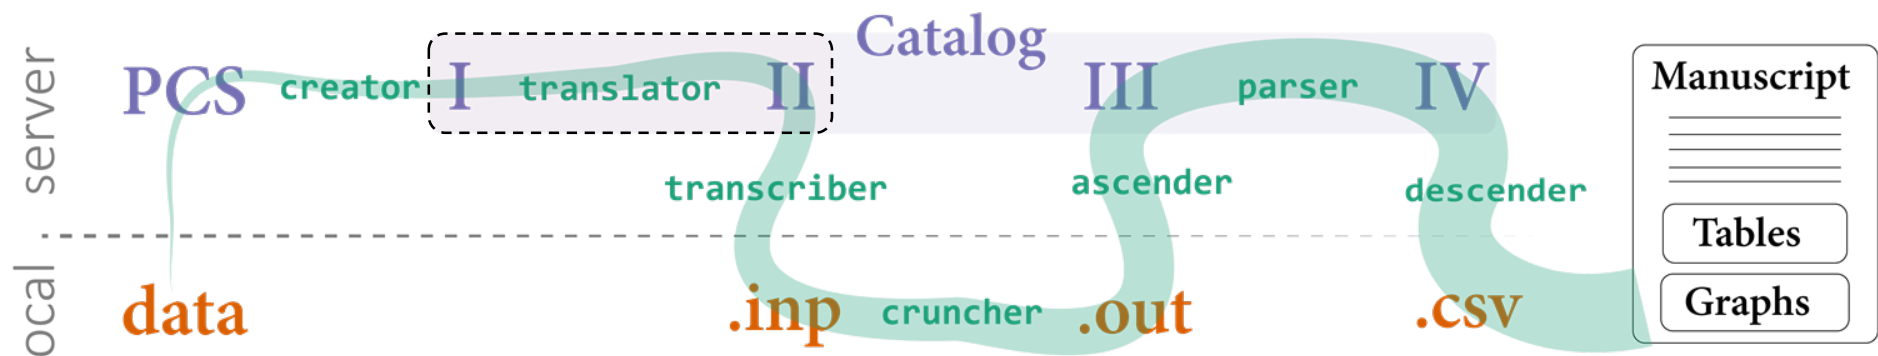 server
local
Catalog
PCS creator I translator II III parser IV
transcriber ascender descender
data .inp cruncher .out .csv
Manuscript
Tables
Graphs